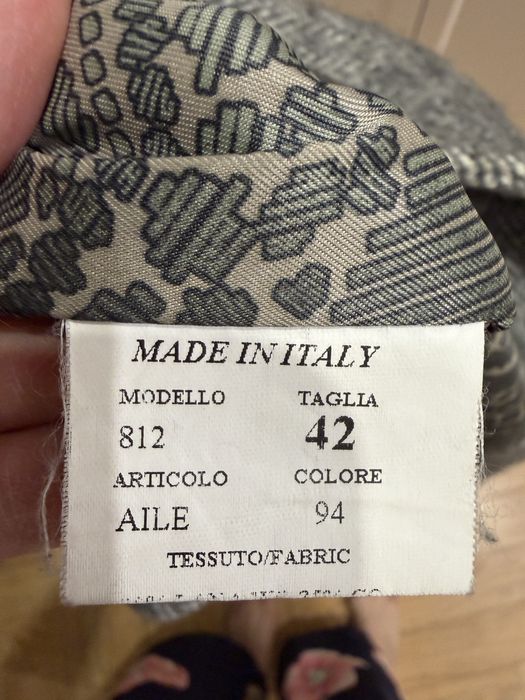 MADE IN ITALY
MODELLO TAGLIA
812 42
ARTICOLO COLORE
AILE 94
TESSUTO/FABRIC